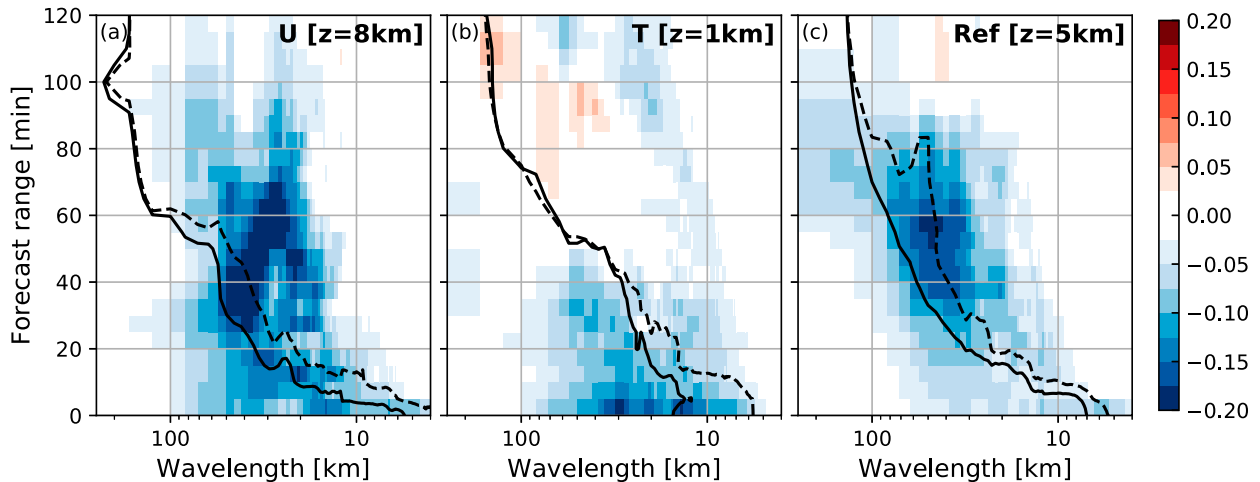 (a) U [z=8km]
(b) T [z=1km]
(c) Ref [z=5km]
Forecast range [min]
120
100
80
60
40
20
0
100 10
100 10
100 10
Wavelength [km]
Wavelength [km]
Wavelength [km]
0.20
0.15
0.10
0.05
0.00
−0.05
−0.10
−0.15
−0.20